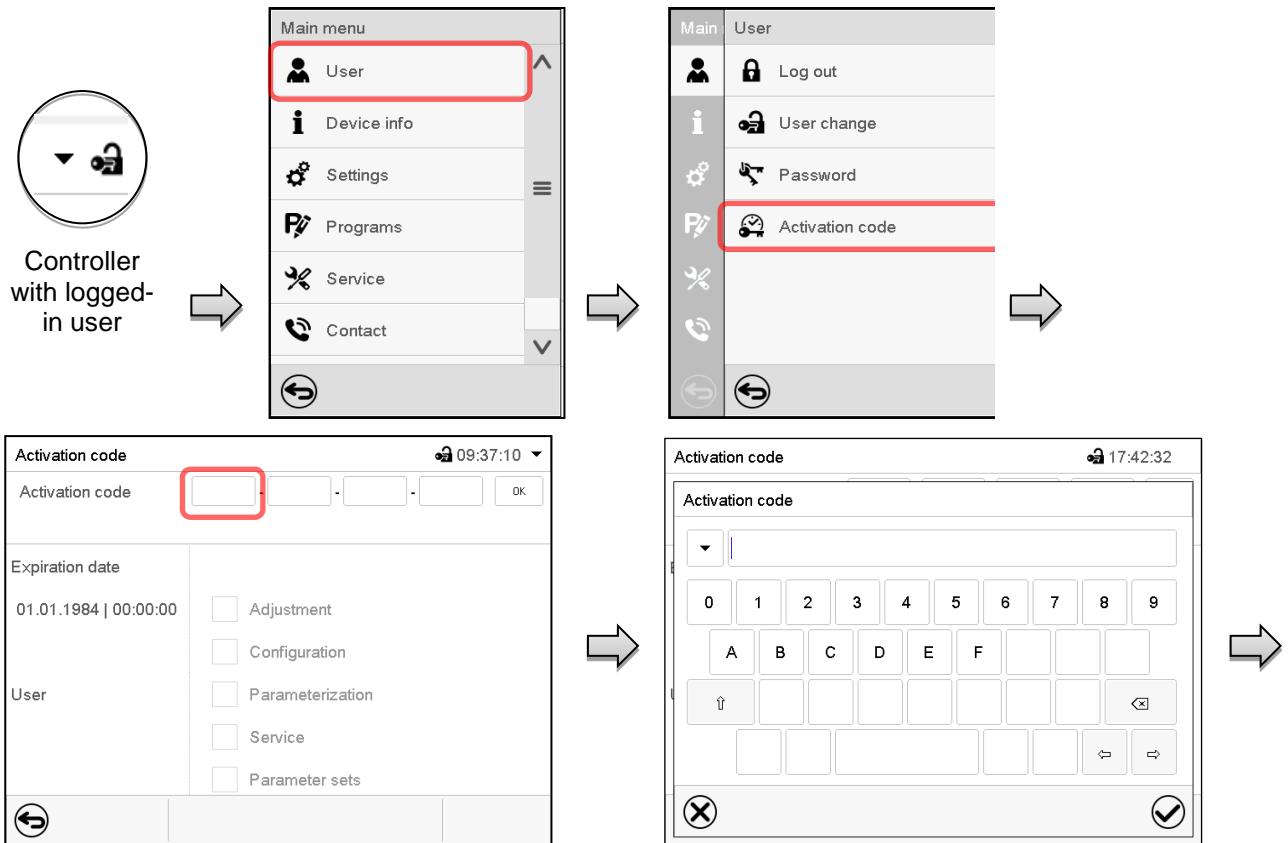 Main menu
User
Device info
Settings
Programs
Service
Contact
Controller
with logged-
in user
Main
User
Log out
User change
Password
Activation code
Activation code 09:37:10
Activation code - - - OK
Expiration date
01.01.1984 | 00:00:00
Adjustment
Configuration
User
Parameterization
Service
Parameter sets
Activation code 17:42:32
Activation code
0 1 2 3 4 5 6 7 8 9
A B C D E F